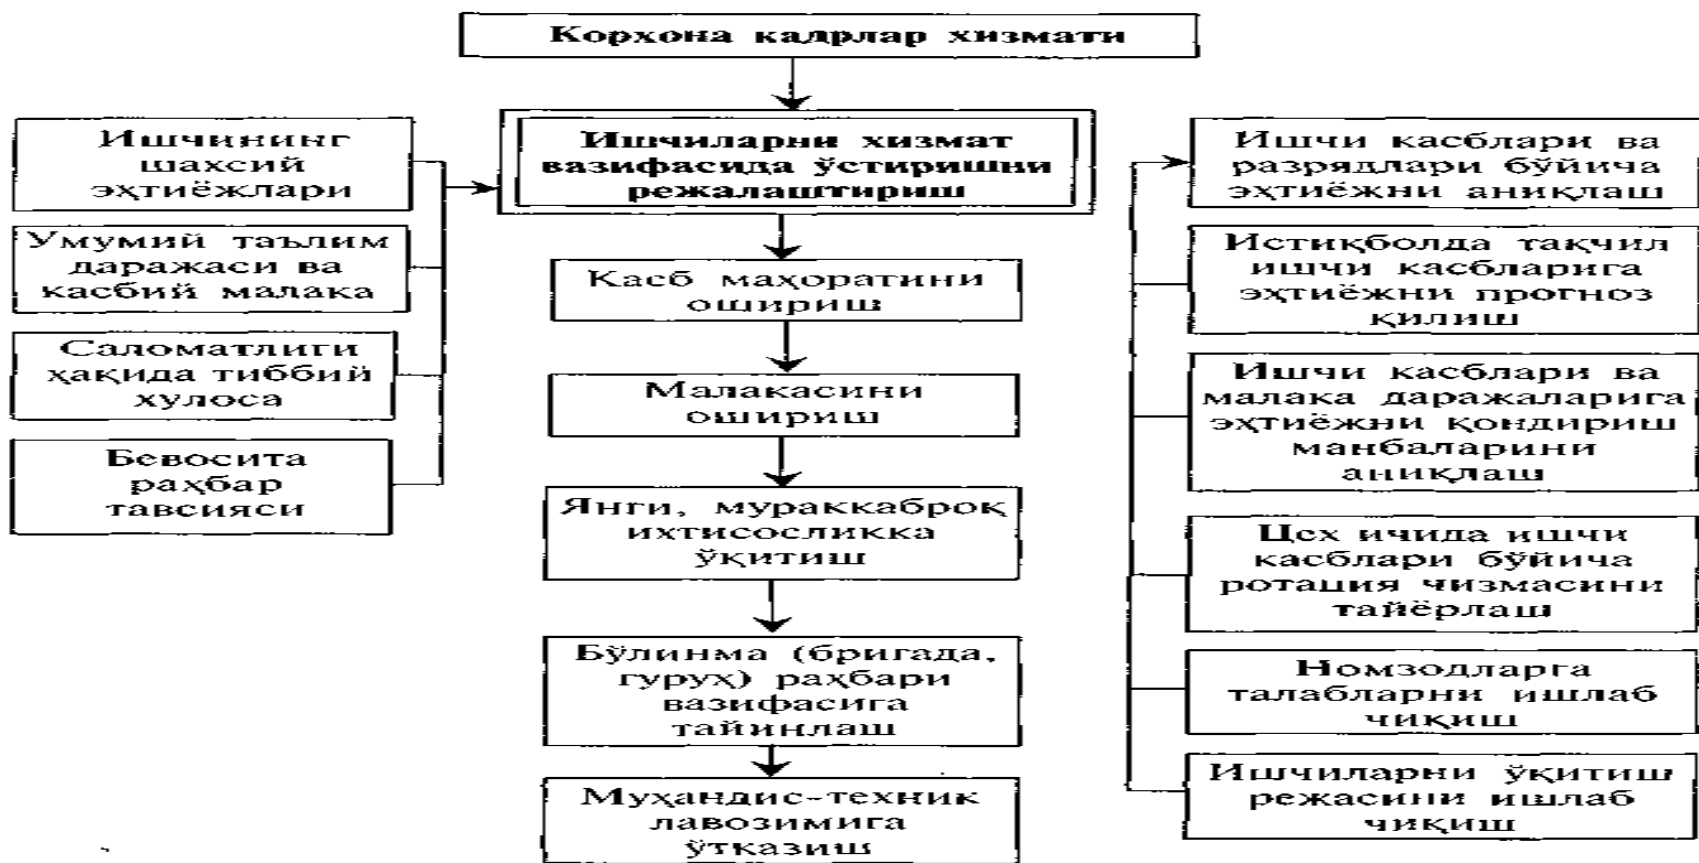 Корхона кадрлар хизмати
Ишчининг
шахсий
эҳтиёжлари
Умумий таълим
даражаси ва
касбий малака
Саломатлиги
ҳақида тиббий
хулоса
Бевосита
раҳбар
тавсияси
Ишчиларни хизмат
вазифасида ўстиришни
режалаштириш
Касб маҳоратини
ошириш
Малакасини
ошириш
Янги, мураккаброқ
ихтисосликка
ўқитиш
Бўлинма (бригада,
гуруҳ) раҳбари
вазифасига
тайинлаш
Муҳандис-техник
лавозимига
ўтказиш
Ишчи касблари ва
разрядлари бўйича
эҳтиёжни аниқлаш
Истиқболда тақчил
ишчи касбларига
эҳтиёжни прогноз
қилиш
Ишчи касблари ва
малака даражаларига
эҳтиёжни қондириш
манбаларини
аниқлаш
Цех ичида ишчи
касблари бўйича
ротация чизмасини
тайёрлаш
Номзодларга
талабларни ишлаб
чиқиш
Ишчиларни ўқитиш
режасини ишлаб
чиқиш